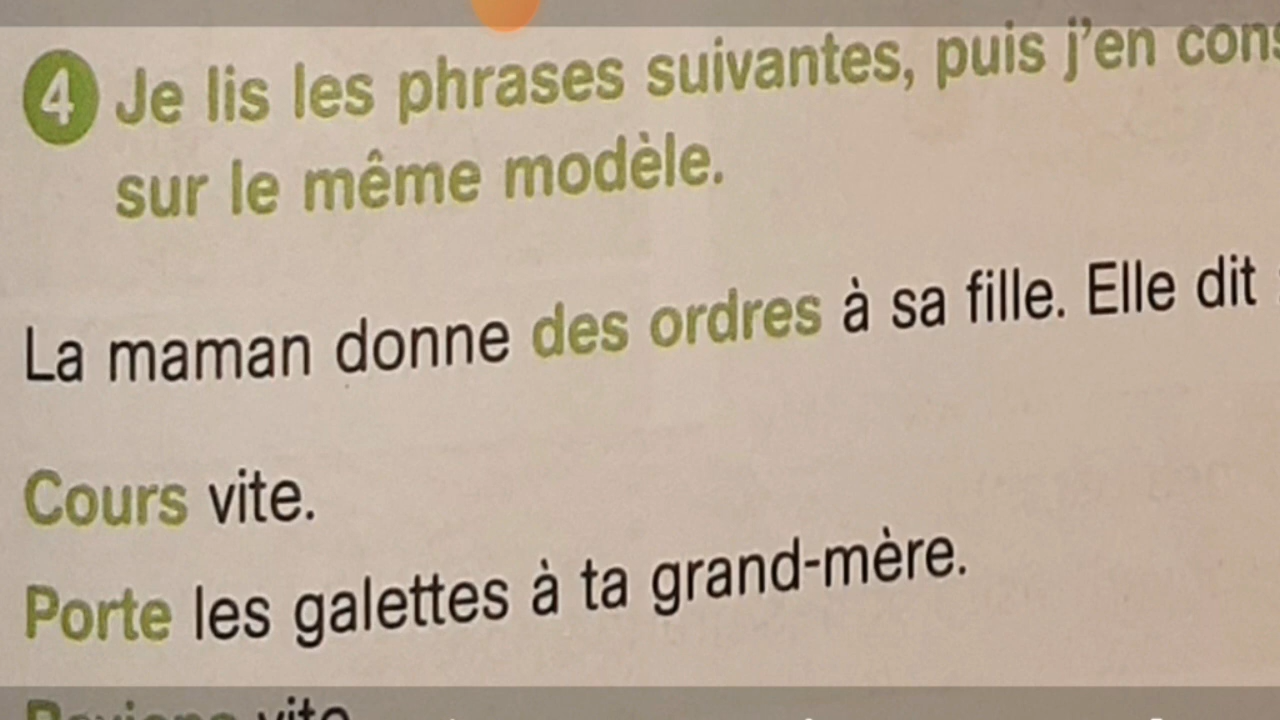 4 Je lis les phrases suivantes, puis j'en
sur le même modèle.
La maman donne des ordres à sa fille. Elle dit :
Cours vite.
Porte les galettes à ta grand-mère.
vite